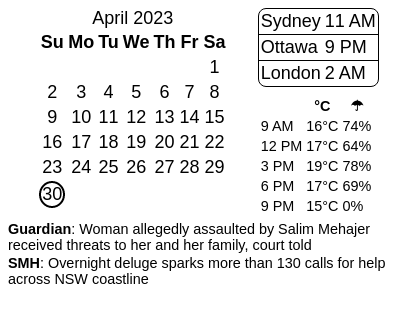 April 2023
Su Mo Tu We Th Fr Sa
1
2 3 4 5 6 7 8
9 10 11 12 13 14 15
16 17 18 19 20 21 22
23 24 25 26 27 28 29
30
Sydney 11 AM
Ottawa 9 PM
London 2 AM
°C ☂
9 AM 16°C 74%
12 PM 17°C 64%
3 PM 19°C 78%
6 PM 17°C 69%
9 PM 15°C 0%
Guardian: Woman allegedly assaulted by Salim Mehajer
received threats to her and her family, court told
SMH: Overnight deluge sparks more than 130 calls for help
across NSW coastline